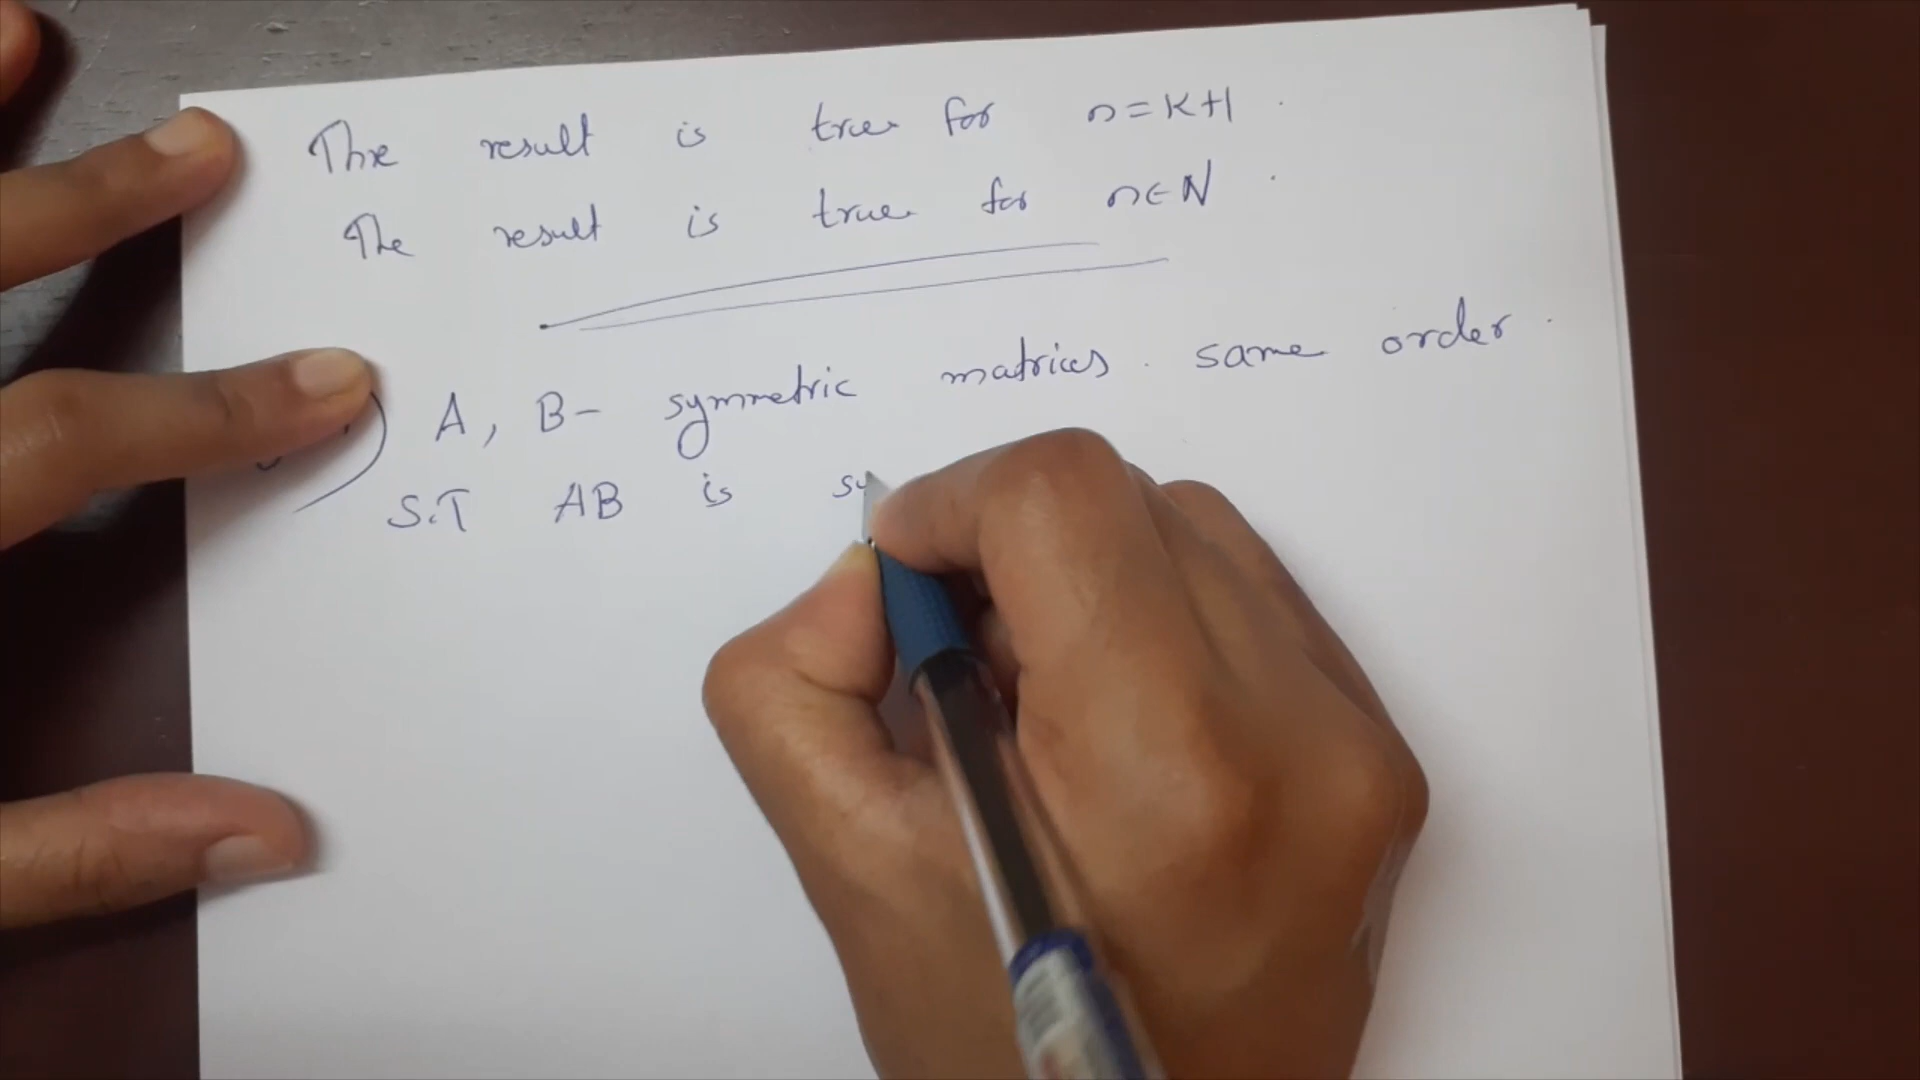 The result is true for n=K+1.
The result is true for n∈N.
A, B- symmetric matrices. same order.
S.T AB is